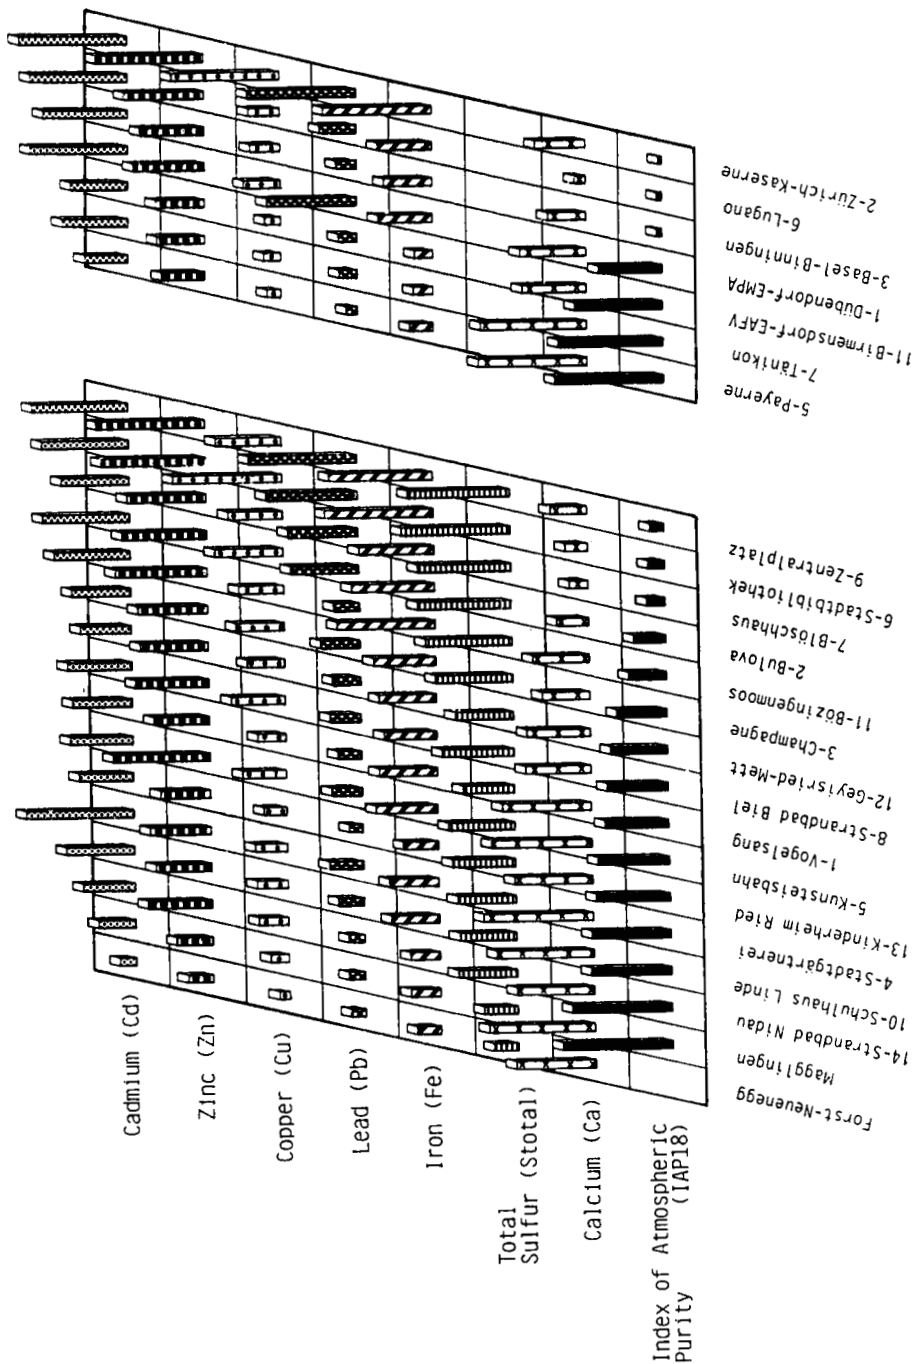 2-Zürich-Kaserne
6-Lugano
3-Basel-Binningen
1-Dübendorf-EMPA
11-Birmensdorf-EAFV
7-Tänikon
5-Payerne
9-Zentralplatz
6-Stadtbibliothek
7-Blöschhaus
2-Bulova
11-Bözingenmoos
3-Champagne
12-Geyisried-Mett
8-Strandbad Biel
1-Vogelsang
5-Kunsteisbahn
13-Kinderheim Ried
4-Stadtgärtnerei
10-Schulhaus Linde
14-Strandbad Nidau
Magglingen
Forst-Neuenegg
Cadmium (Cd)
Zinc (Zn)
Copper (Cu)
Lead (Pb)
Iron (Fe)
Total
Sulfur (Stotal)
Calcium (Ca)
Index of Atmospheric
Purity (IAP18)